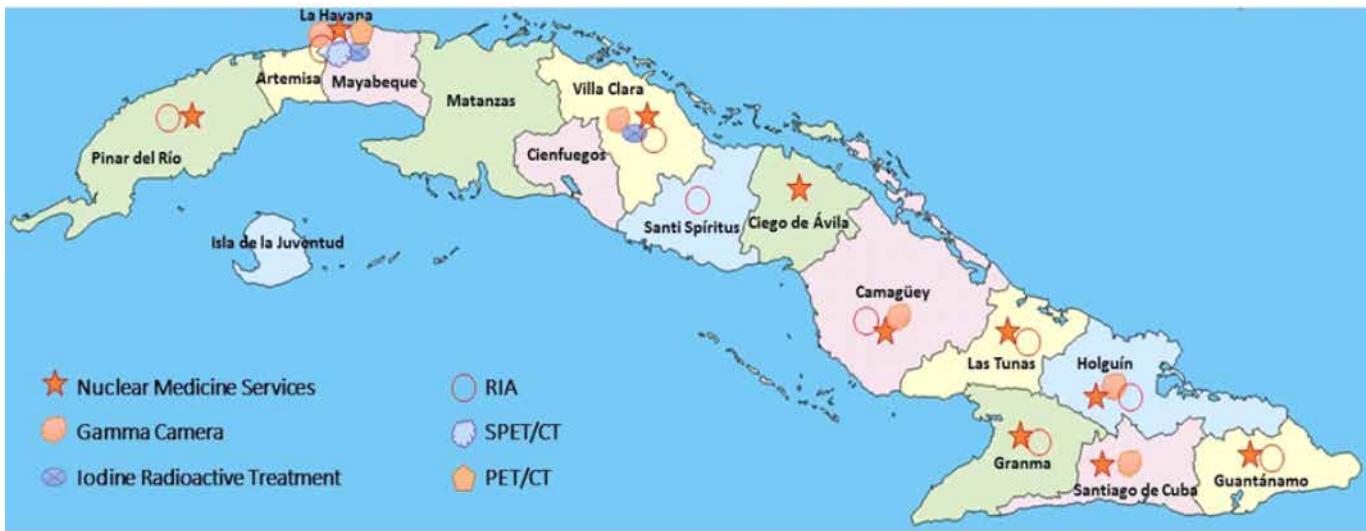 La Havana
Artemisa
Mayabeque
Matanzas
Villa Clara
Pinar del Río
Cienfuegos
Isla de la Juventud
Santi Spíritus
Ciego de Ávila
Camagüey
Las Tunas
Holguín
Granma
Santiago de Cuba
Guantánamo
Nuclear Medicine Services
Gamma Camera
Iodine Radioactive Treatment
RIA
SPET/CT
PET/CT